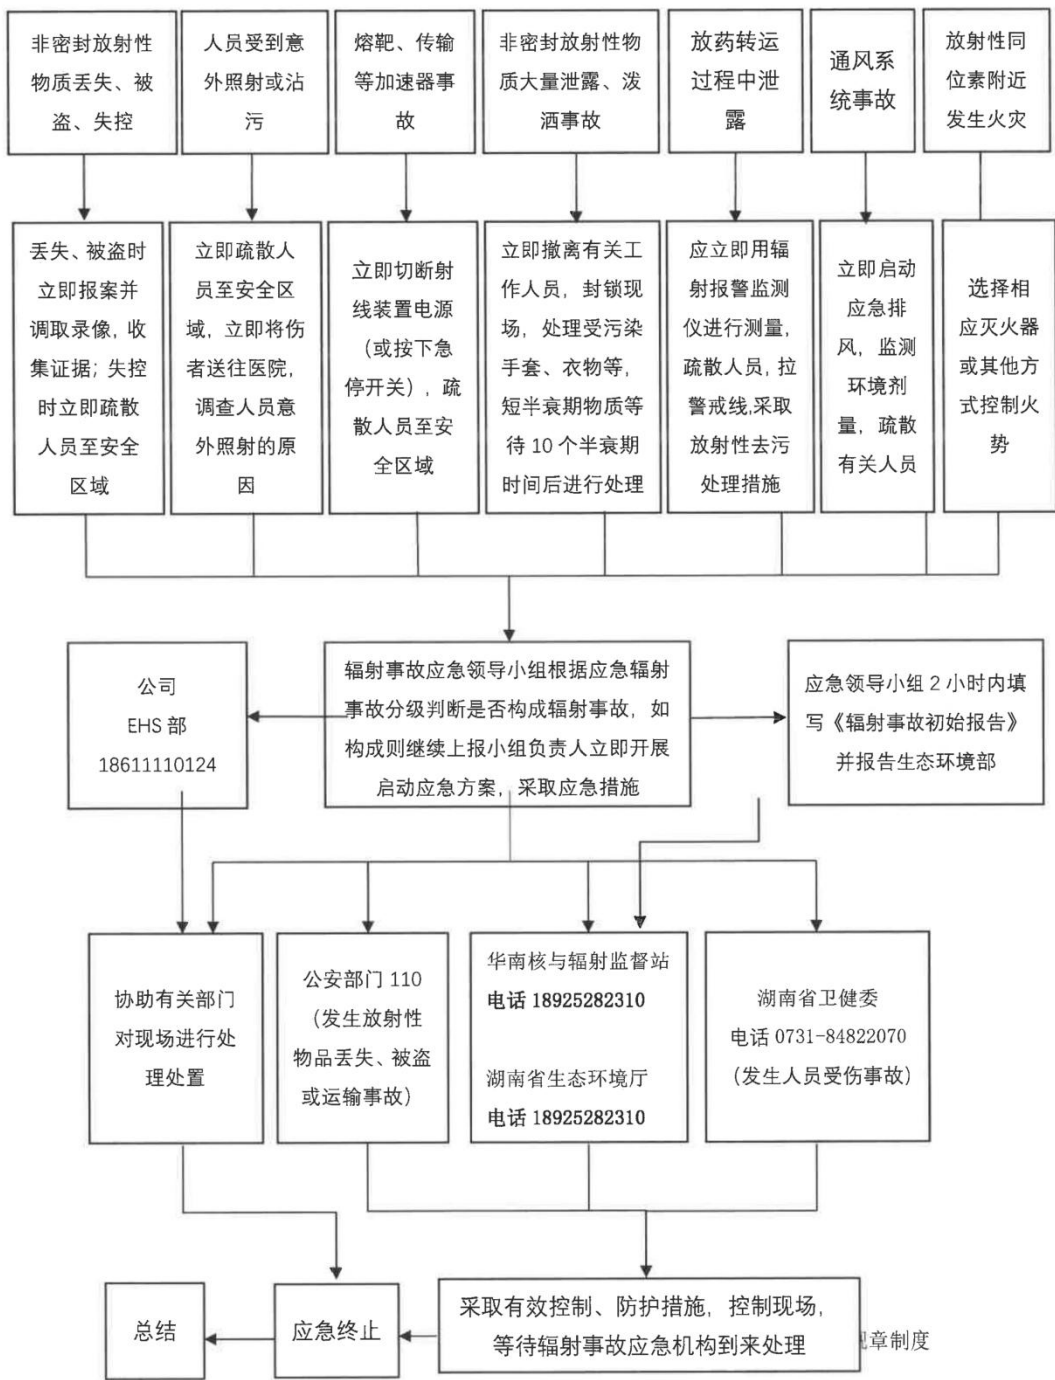 非密封放射性
物质丢失、被
盗、失控
人员受到意
外照射或沾
污
熔靶、传输
等加速器事
故
非密封放射性物
质大量泄露、泼
洒事故
放药转运
过程中泄
露
通风系
统事故
放射性同
位素附近
发生火灾
丢失、被盗时
立即报案并
调取录像,收
集证据；失控
时立即疏散
人员至安全
区域
立即疏散人
员至安全区
域，立即将伤
者送往医院，
调查人员意
外照射的原
因
立即切断射
线装置电源
（或按下急
停开关），疏
散人员至安
全区域
立即撤离有关工
作人员，封锁现
场，处理受污染
手套、衣物等，
短半衰期物质等
待 10 个半衰期
时间后进行处理
应立即用辐
射报警监测
仪进行测量，
疏散人员，拉
警戒线,采取
放射性去污
处理措施
立即启动
应急排
风，监测
环境剂
量，疏散
有关人员
选择相
应灭火器
或其他方
式控制火
势
公司
EHS 部
18611110124
辐射事故应急领导小组根据应急辐射
事故分级判断是否构成辐射事故，如
构成则继续上报小组负责人立即开展
启动应急方案，采取应急措施
应急领导小组 2 小时内填
写《辐射事故初始报告》
并报告生态环境部
协助有关部门
对现场进行处
理处置
公安部门 110
（发生放射性
物品丢失、被盗
或运输事故）
华南核与辐射监督站
电话 18925282310
湖南省生态环境厅
电话 18925282310
湖南省卫健委
电话 0731-84822070
（发生人员受伤事故）
总结
应急终止
采取有效控制、防护措施，控制现场，
等待辐射事故应急机构到来处理
章制度